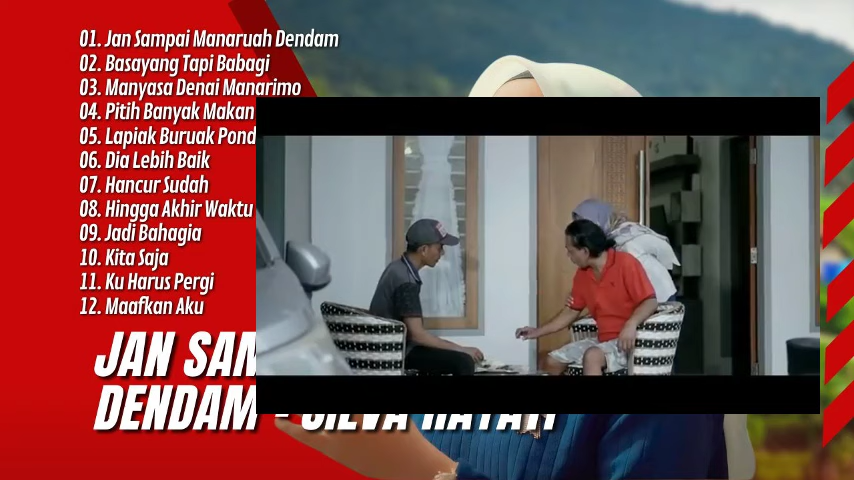 01. Jan Sampai Manaruah Dendam
02. Basayang Tapi Babagi
03. Manyasa Denai Manarimo
04. Pitih Banyak Makan
05. Lapiak Buruak
06. Dia Lebih Baik
07. Hancur Sudah
08. Hingga Akhir Waktu
09. Jadi Bahagia
10. Kita Saja
11. Ku Harus Pergi
12. Maafkan Aku
JAN
DENDAM -